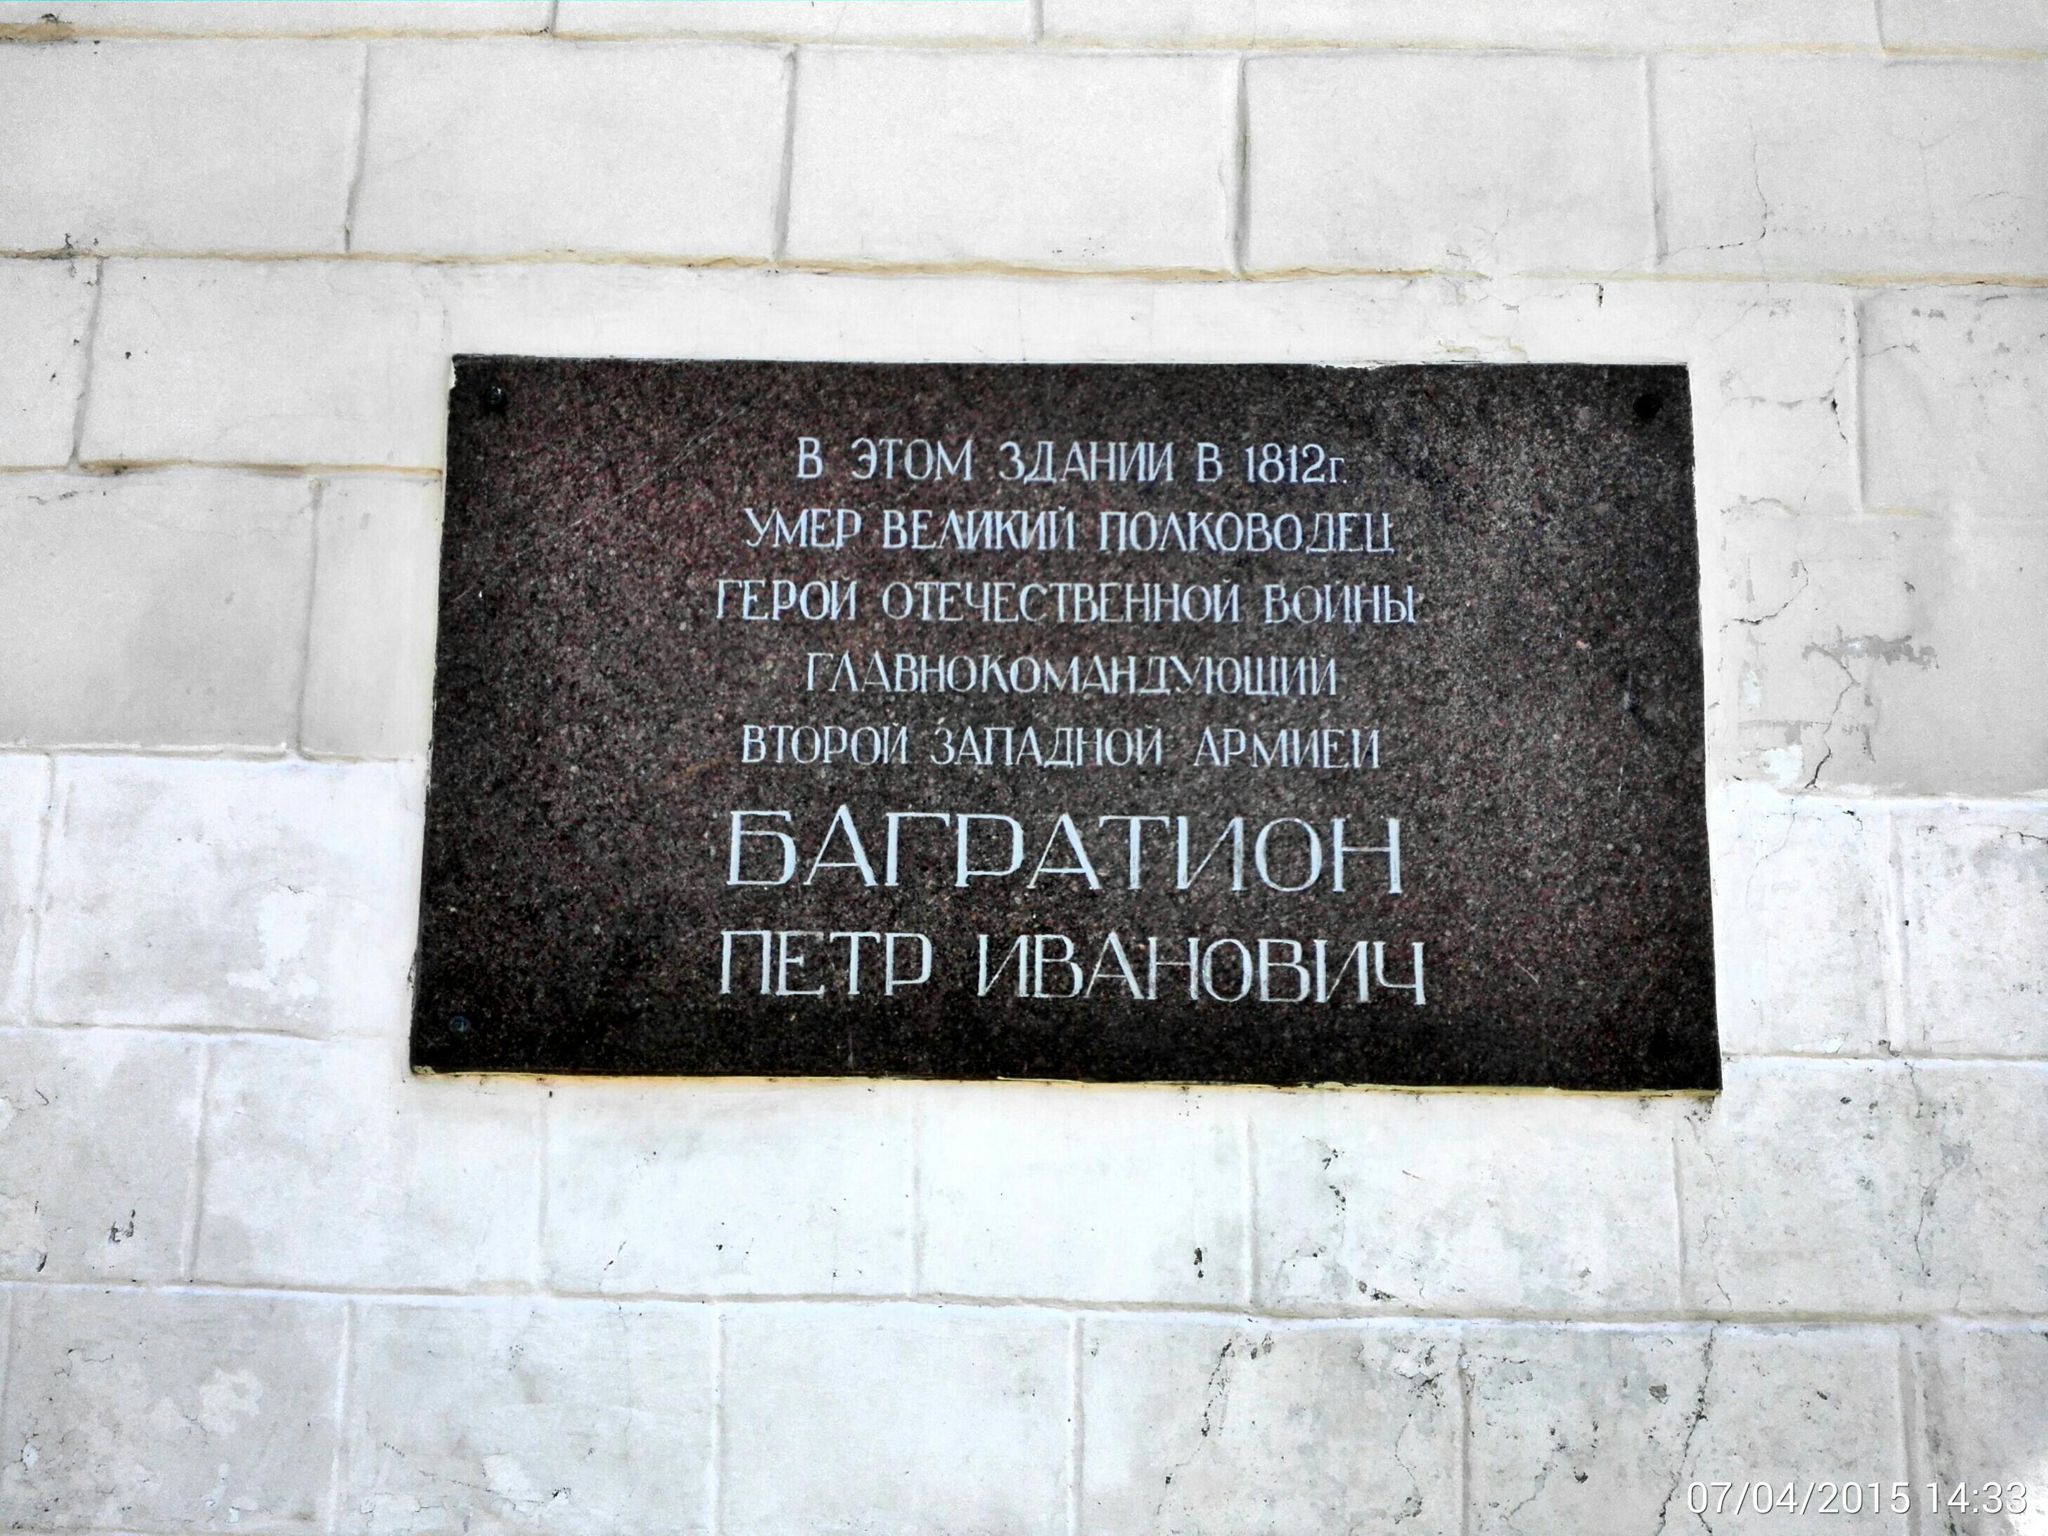 В ЭТОМ ЗДАНИИ В 1812г.
УМЕР ВЕЛИКИЙ ПОЛКОВОДЕЦ
ГЕРОЙ ОТЕЧЕСТВЕННОЙ ВОЙНЫ
ГЛАВНОКОМАНДУЮЩИЙ
ВТОРОЙ ЗАПАДНОЙ АРМИЕЙ
БАГРАТИОН
ПЕТР ИВАНОВИЧ
07/04/2015 14:33